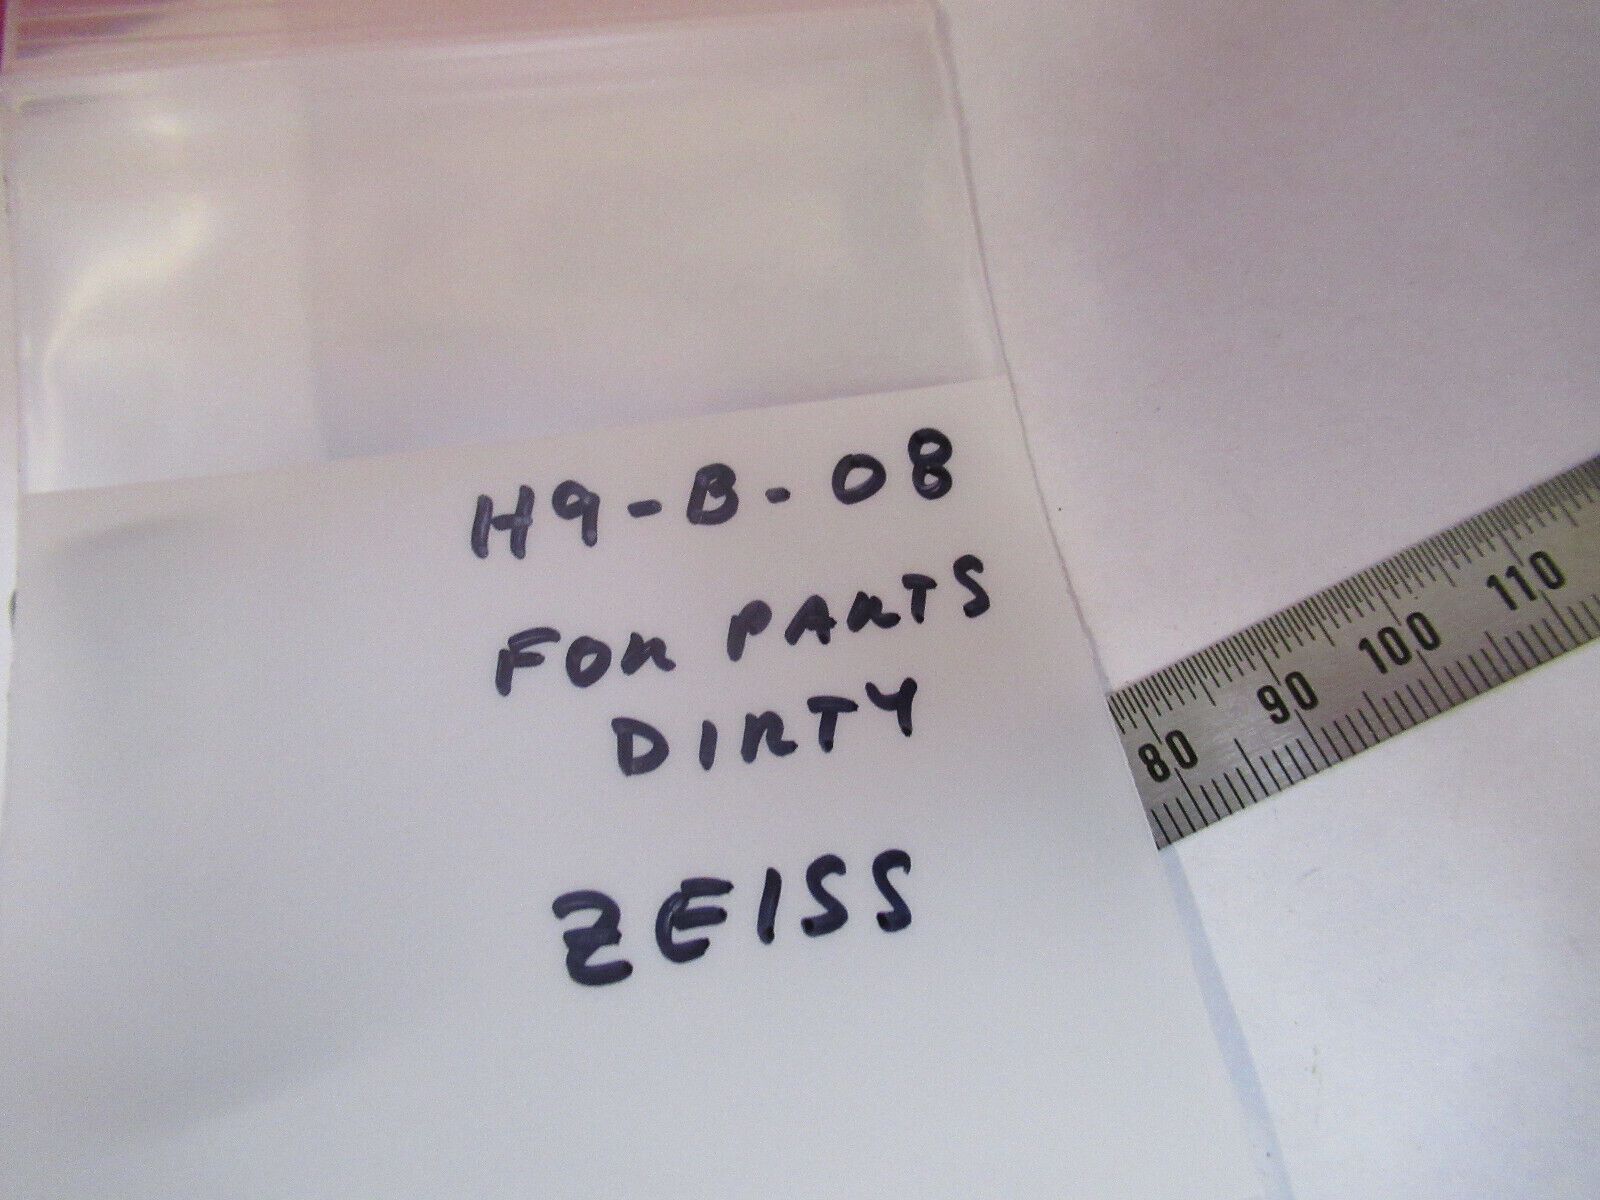 H9-B-08
FOR PARTS
DIRTY
ZEISS
80 90 100 110